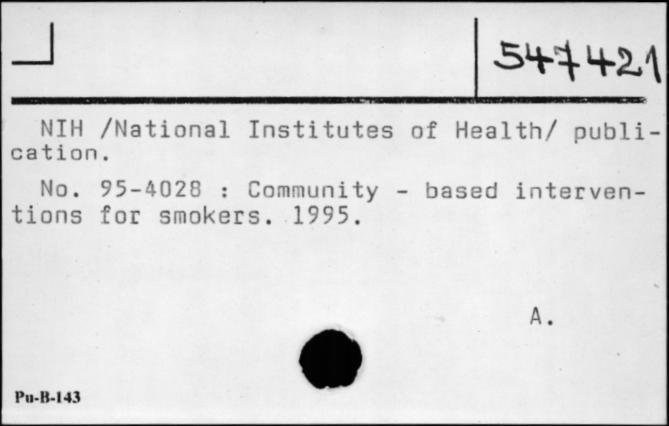 547421
NIH /National Institutes of Health/ publi-
cation.
No. 95-4028 : Community - based interven-
tions for smokers. 1995.
A.
Pu-B-143